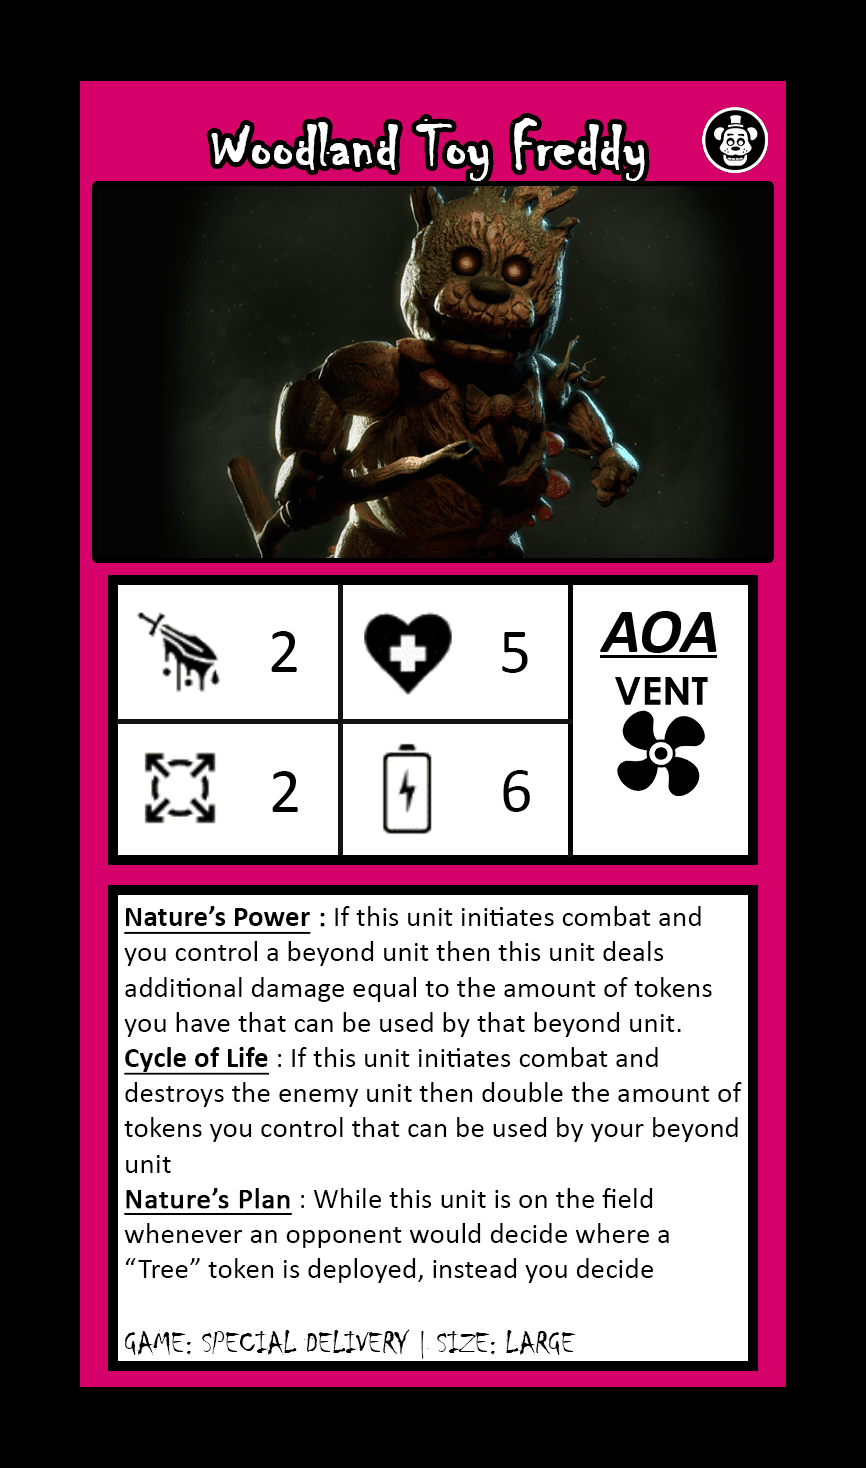 Woodland Toy Freddy
2
5
AOA
VENT
2
6
Nature’s Power : If this unit initiates combat and
you control a beyond unit then this unit deals
additional damage equal to the amount of tokens
you have that can be used by that beyond unit.
Cycle of Life : If this unit initiates combat and
destroys the enemy unit then double the amount of
tokens you control that can be used by your beyond
unit
Nature’s Plan : While this unit is on the field
whenever an opponent would decide where a
“Tree” token is deployed, instead you decide
GAME: SPECIAL DELIVERY | SIZE: LARGE